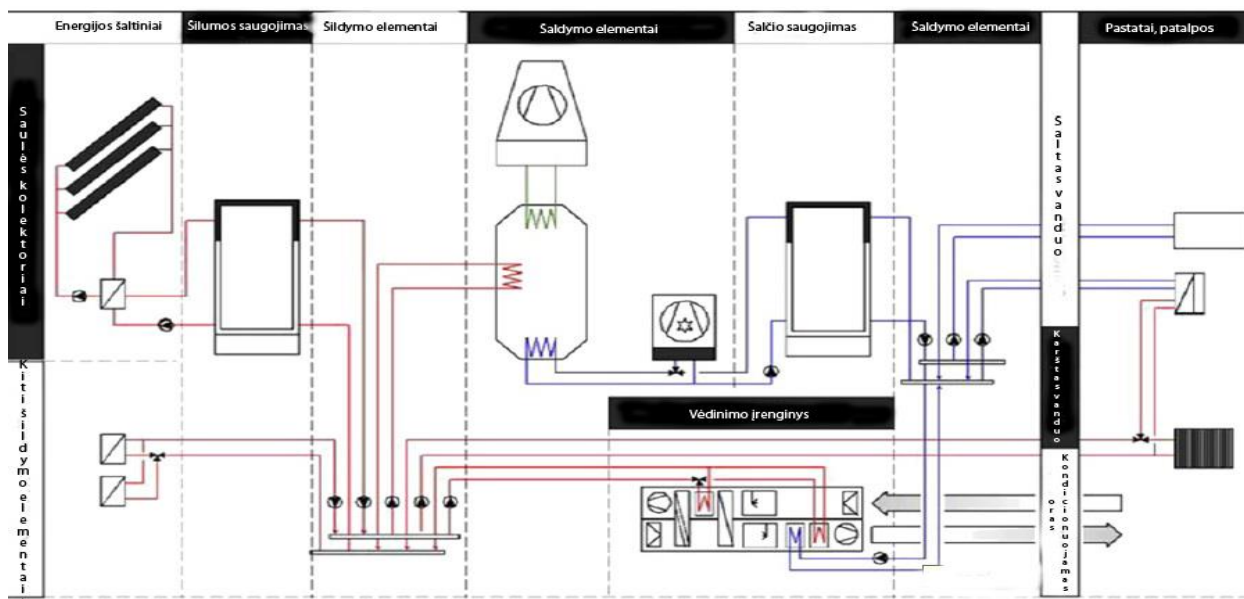 Energijos šaltiniai
Šilumos saugojimas
Šildymo elementai
Šaldymo elementai
Šalčio saugojimas
Šaldymo elementai
Pastatai, patalpos
Saulės kolektoriai
Šaltas vanduo
Karštas vanduo
Kiti šildymo elementai
Vėdinimo įrenginys
Kondicionuojamas
oras